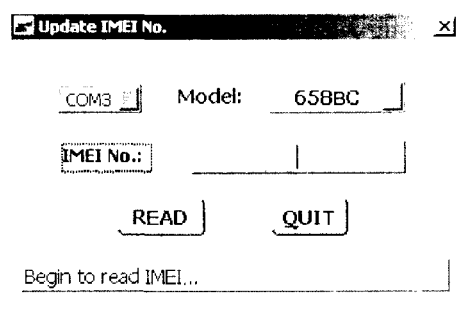 Update IMEI No.
COM3 Model: 658BC
IMEI No.:
READ QUIT
Begin to read IMEI...